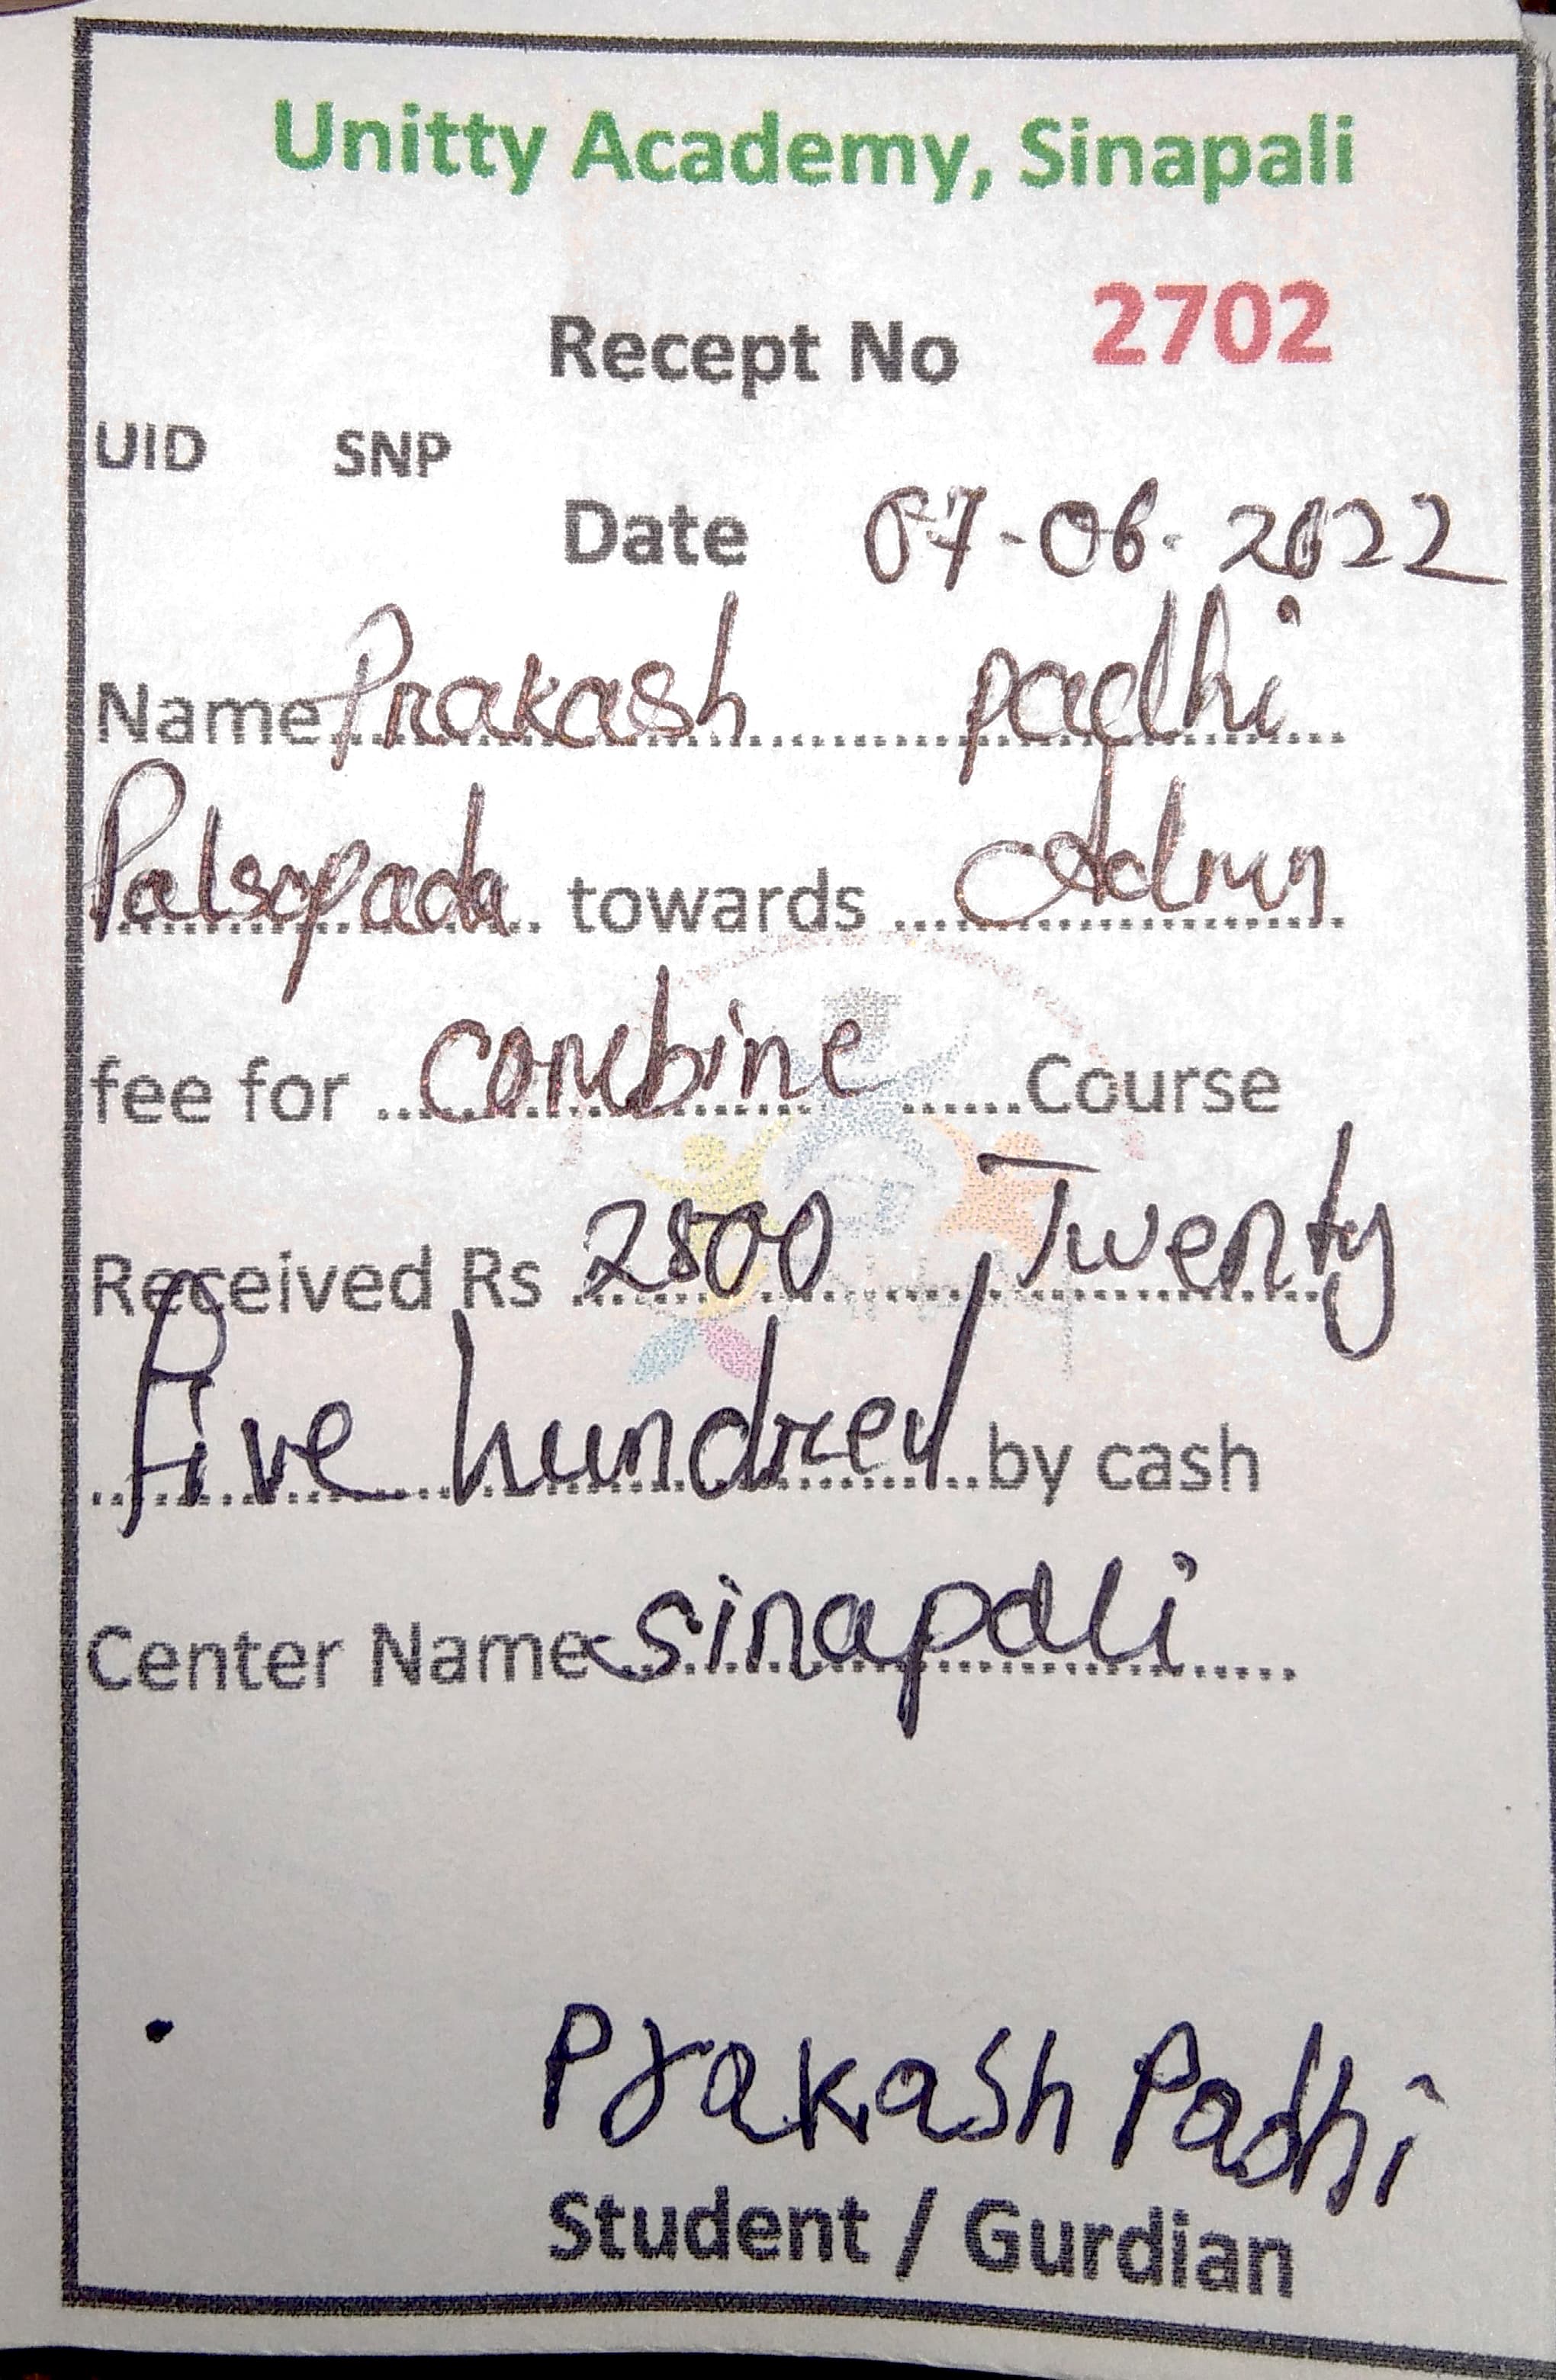 Unitty Academy, Sinapali
Recept No 2702
UID SNP
Date 07-06-2022
Name Prakash padhi
Palsapada towards Admn
fee for combine Course
Received Rs 2500 Twenty
five hundred by cash
Center Name sinapali
Prakash Padhi
Student / Gurdian